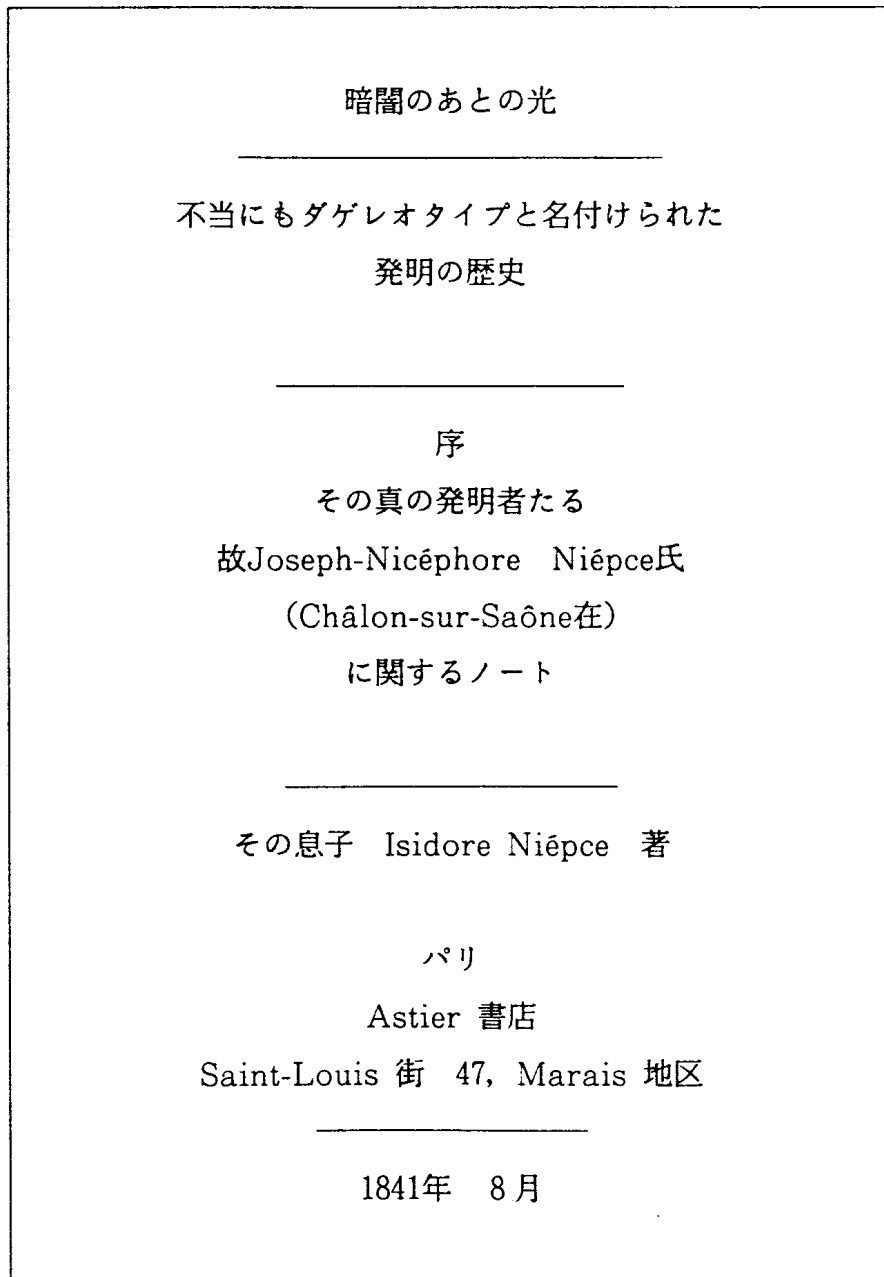 暗闇のあとの光
不当にもダゲレオタイプと名付けられた
発明の歴史
序
その真の発明者たる
故Joseph-Nicéphore　Niépce氏
（Châlon-sur-Saône在）
に関するノート
その息子　Isidore Niépce　著
パリ
Astier 書店
Saint-Louis 街　47, Marais 地区
1841年　8月